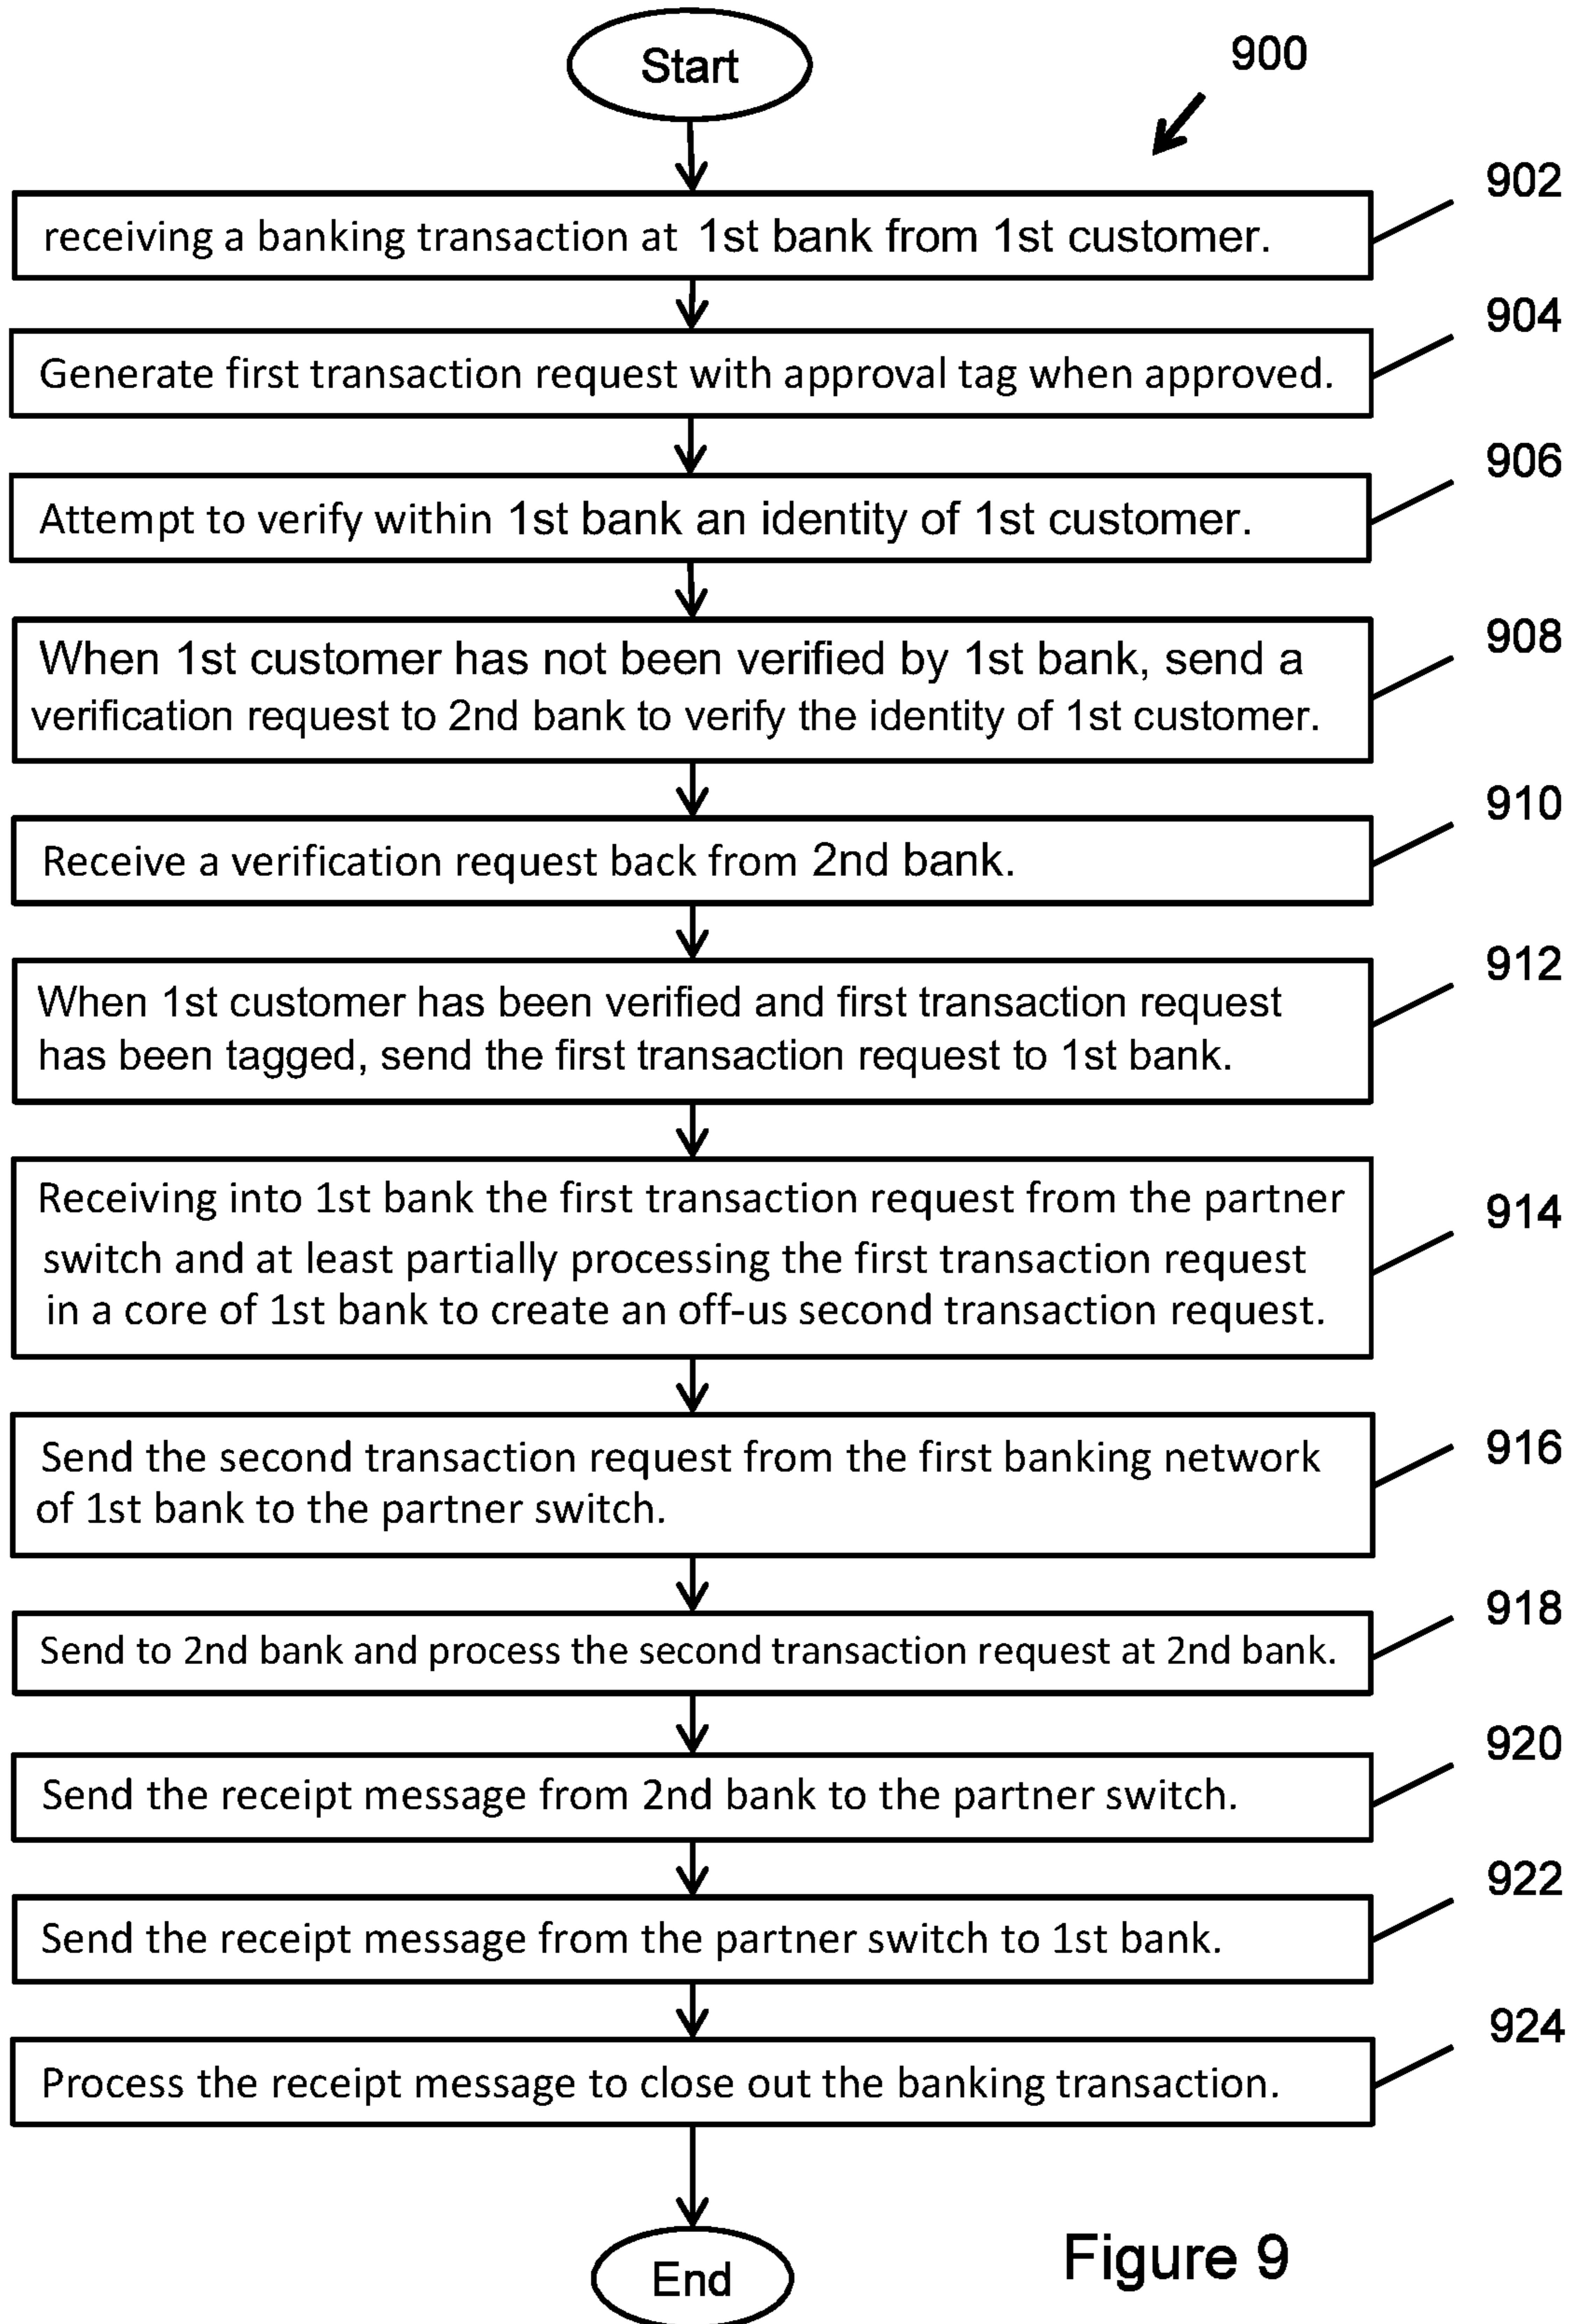 Start
900
902
receiving a banking transaction at 1st bank from 1st customer.
904
Generate first transaction request with approval tag when approved.
906
Attempt to verify within 1st bank an identity of 1st customer.
908
When 1st customer has not been verified by 1st bank, send a
verification request to 2nd bank to verify the identity of 1st customer.
910
Receive a verification request back from 2nd bank.
912
When 1st customer has been verified and first transaction request
has been tagged, send the first transaction request to 1st bank.
914
Receiving into 1st bank the first transaction request from the partner
switch and at least partially processing the first transaction request
in a core of 1st bank to create an off-us second transaction request.
916
Send the second transaction request from the first banking network
of 1st bank to the partner switch.
918
Send to 2nd bank and process the second transaction request at 2nd bank.
920
Send the receipt message from 2nd bank to the partner switch.
922
Send the receipt message from the partner switch to 1st bank.
924
Process the receipt message to close out the banking transaction.
End
Figure 9